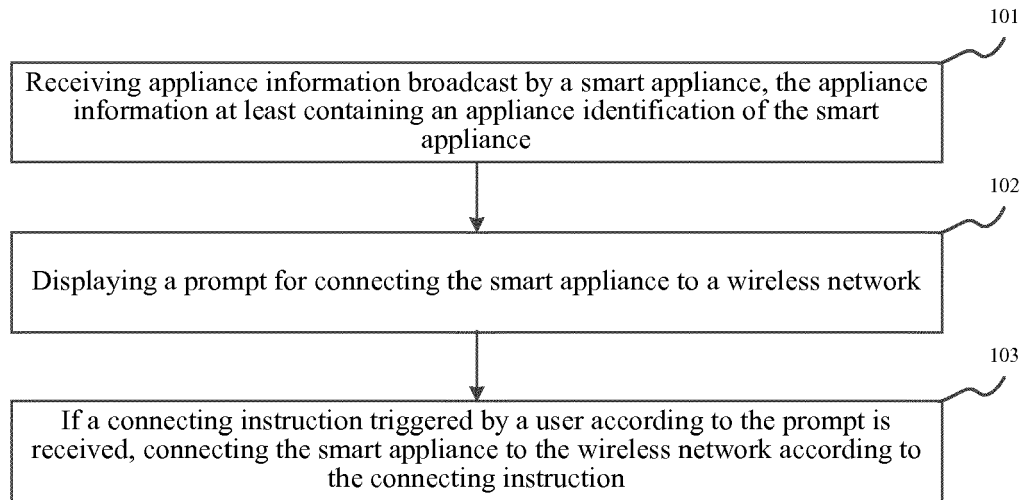 101
Receiving appliance information broadcast by a smart appliance, the appliance
information at least containing an appliance identification of the smart
appliance
102
Displaying a prompt for connecting the smart appliance to a wireless network
103
If a connecting instruction triggered by a user according to the prompt is
received, connecting the smart appliance to the wireless network according to
the connecting instruction